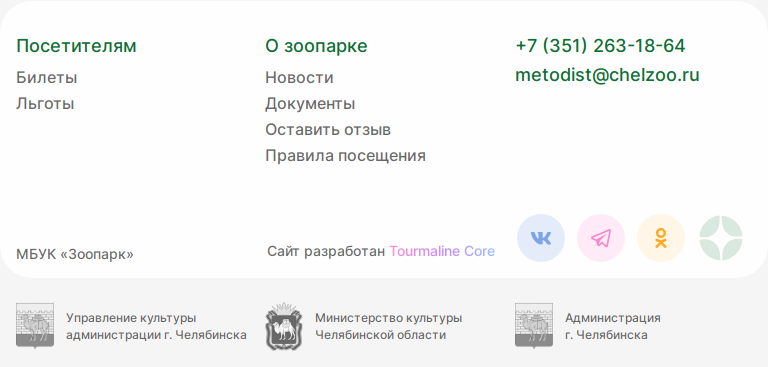 Посетителям
Билеты
Льготы
О зоопарке
Новости
Документы
Оставить отзыв
Правила посещения
+7 (351) 263-18-64
metodist@chelzoo.ru
МБУК «Зоопарк»
Сайт разработан Tourmaline Core
Управление культуры
администрации г. Челябинска
Министерство культуры
Челябинской области
Администрация
г. Челябинска